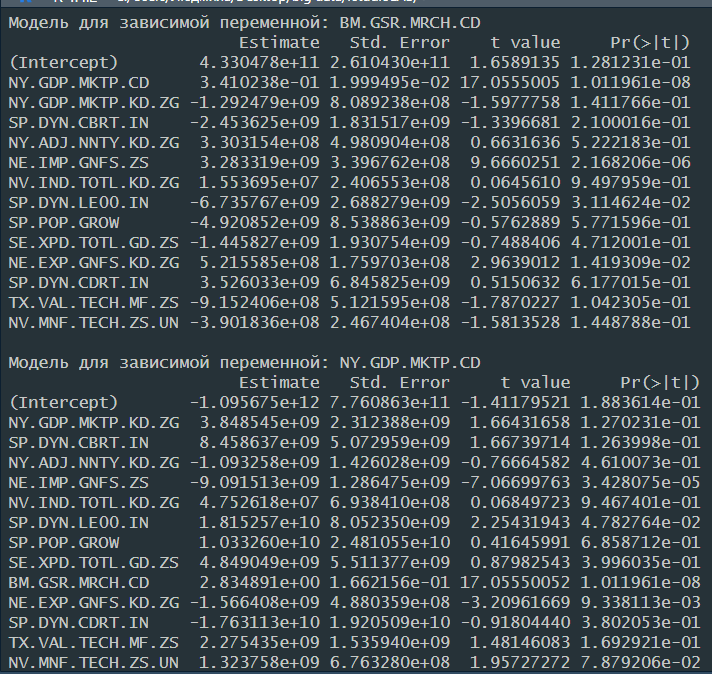 Модель для зависимой переменной: BM.GSR.MRCH.CD
Estimate Std. Error t value Pr(>|t|)
(Intercept) 4.330478e+11 2.610430e+11 1.6589135 1.281231e-01
NY.GDP.MKTP.CD 3.410238e-01 1.999495e-02 17.0555005 1.011961e-08
NY.GDP.MKTP.KD.ZG -1.292479e+09 8.089238e+08 -1.5977758 1.411766e-01
SP.DYN.CBRT.IN -2.453625e+09 1.831517e+09 -1.3396681 2.100016e-01
NY.ADJ.NNTY.KD.ZG 3.303154e+08 4.980904e+08 0.6631636 5.222183e-01
NE.IMP.GNFS.ZS 3.283319e+09 3.396762e+08 9.6660251 2.168206e-06
NV.IND.TOTL.KD.ZG 1.553695e+07 2.406553e+08 0.0645610 9.497959e-01
SP.DYN.LE00.IN -6.735767e+09 2.688279e+09 -2.5056059 3.114624e-02
SP.POP.GROW -4.920852e+09 8.538863e+09 -0.5762889 5.771596e-01
SE.XPD.TOTL.GD.ZS -1.445827e+09 1.930754e+09 -0.7488406 4.712001e-01
NE.EXP.GNFS.KD.ZG 5.215585e+08 1.759703e+08 2.9639012 1.419309e-02
SP.DYN.CDRT.IN 3.526033e+09 6.845825e+09 0.5150632 6.177015e-01
TX.VAL.TECH.MF.ZS -9.152406e+08 5.121595e+08 -1.7870227 1.042305e-01
NV.MNF.TECH.ZS.UN -3.901836e+08 2.467404e+08 -1.5813528 1.448788e-01
Модель для зависимой переменной: NY.GDP.MKTP.CD
Estimate Std. Error t value Pr(>|t|)
(Intercept) -1.095675e+12 7.760863e+11 -1.41179521 1.883614e-01
NY.GDP.MKTP.KD.ZG 3.848545e+09 2.312388e+09 1.66431658 1.270231e-01
SP.DYN.CBRT.IN 8.458637e+09 5.072959e+09 1.66739714 1.263998e-01
NY.ADJ.NNTY.KD.ZG -1.093258e+09 1.426028e+09 -0.76664582 4.610073e-01
NE.IMP.GNFS.ZS -9.091513e+09 1.286475e+09 -7.06699763 3.428075e-05
NV.IND.TOTL.KD.ZG 4.752618e+07 6.938410e+08 0.06849723 9.467401e-01
SP.DYN.LE00.IN 1.815257e+10 8.052350e+09 2.25431943 4.782764e-02
SP.POP.GROW 1.033260e+10 2.481055e+10 0.41645991 6.858712e-01
SE.XPD.TOTL.GD.ZS 4.849049e+09 5.511377e+09 0.87982543 3.996035e-01
BM.GSR.MRCH.CD 2.834891e+00 1.662156e-01 17.05550052 1.011961e-08
NE.EXP.GNFS.KD.ZG -1.566408e+09 4.880359e+08 -3.20961669 9.338113e-03
SP.DYN.CDRT.IN -1.763113e+10 1.920509e+10 -0.91804440 3.802053e-01
TX.VAL.TECH.MF.ZS 2.275435e+09 1.535940e+09 1.48146083 1.692921e-01
NV.MNF.TECH.ZS.UN 1.323758e+09 6.763280e+08 1.95727272 7.879206e-02